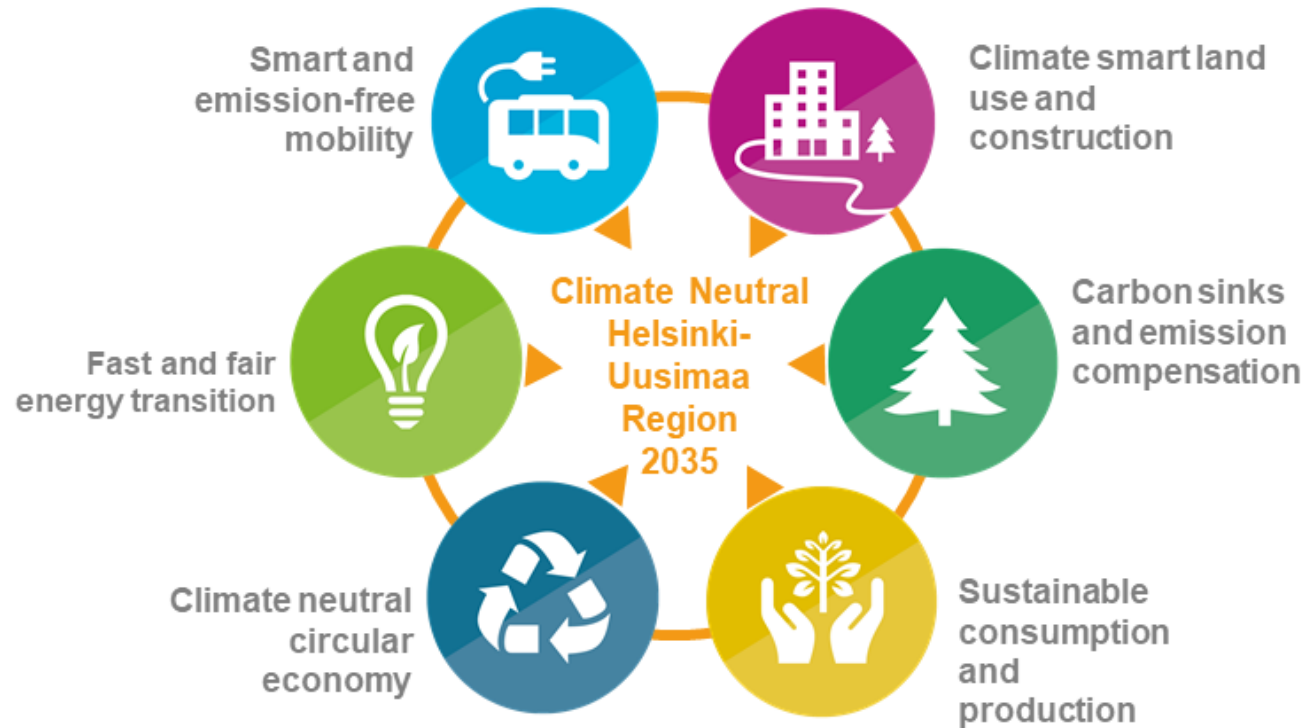 Smart and
emission-free
mobility
Climate smart land
use and
construction
Fast and fair
energy transition
Climate Neutral
Helsinki-
Uusimaa
Region
2035
Carbon sinks
and emission
compensation
Climate neutral
circular
economy
Sustainable
consumption
and
production